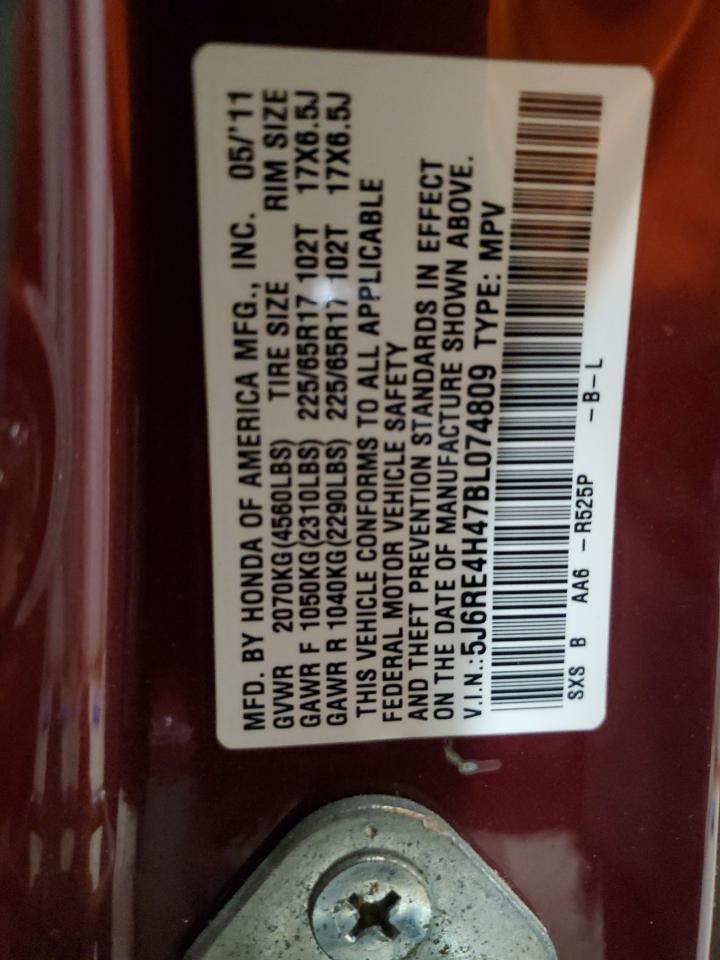 MFD. BY HONDA OF AMERICA MFG., INC. 05/'11
GVWR 2070KG(4560LBS) TIRE SIZE RIM SIZE
GAWR F 1050KG(2310LBS) 225/65R17 102T 17X6.5J
GAWR R 1040KG(2290LBS) 225/65R17 102T 17X6.5J
THIS VEHICLE CONFORMS TO ALL APPLICABLE
FEDERAL MOTOR VEHICLE SAFETY
AND THEFT PREVENTION STANDARDS IN EFFECT
ON THE DATE OF MANUFACTURE SHOWN ABOVE.
V.I.N.:5J6RE4H47BL074809 TYPE: MPV
SXS B AA6 -R525P -B-L